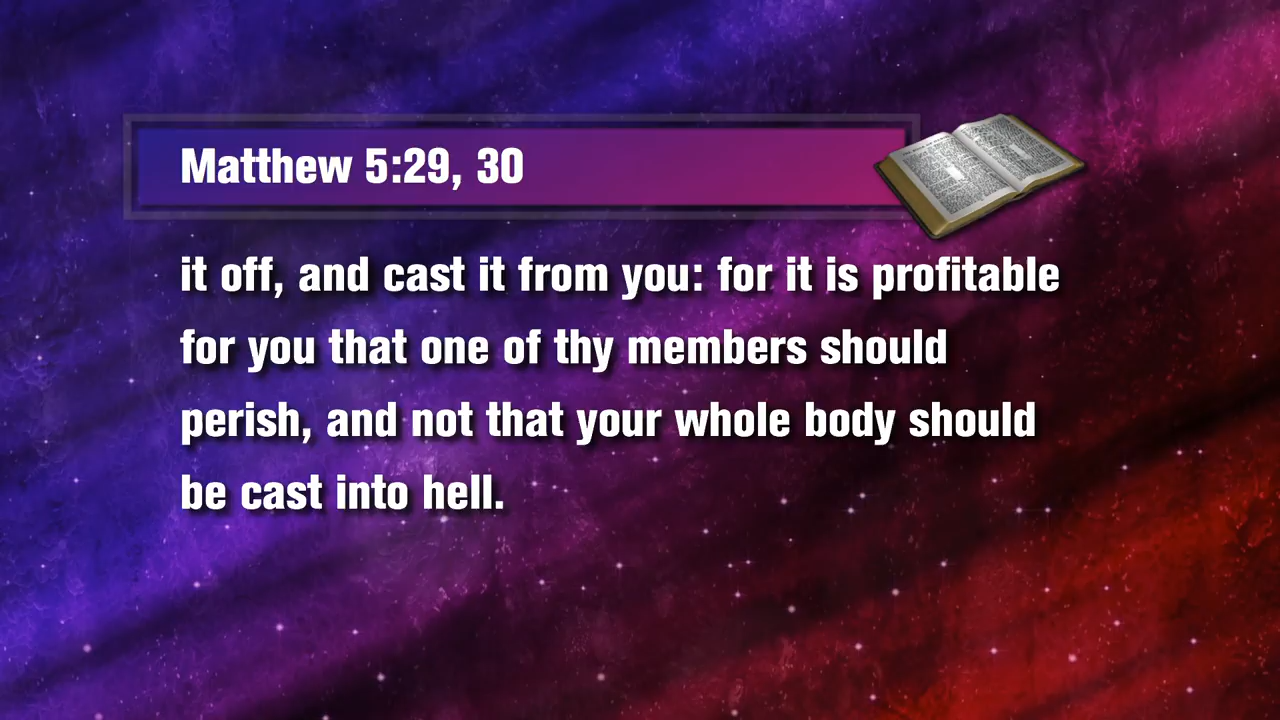 Matthew 5:29, 30
it off, and cast it from you: for it is profitable
for you that one of thy members should
perish, and not that your whole body should
be cast into hell.